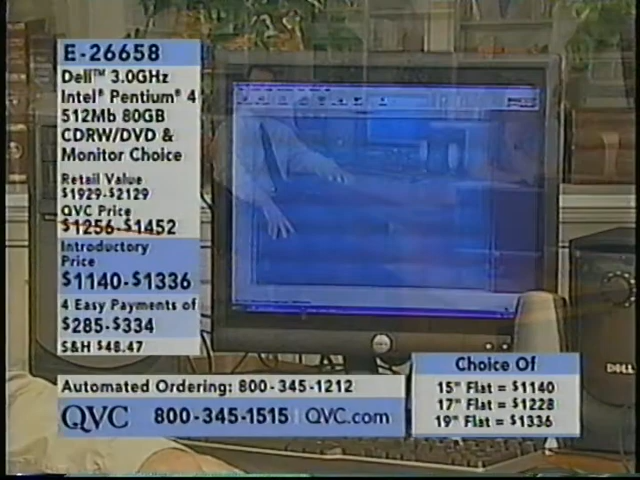 E-26658
Dell™ 3.0GHz
Intel® Pentium® 4
512Mb 80GB
CDRW/DVD &
Monitor Choice
Retail Value
$1929-$2129
QVC Price
$1256-$1452
Introductory
Price
$1140-$1336
4 Easy Payments of
$285-$334
S&H $48.47
Automated Ordering: 800-345-1212
QVC 800-345-1515 | QVC.com
Choice Of
15" Flat = $1140
17" Flat = $1228
19" Flat = $1336
DELL